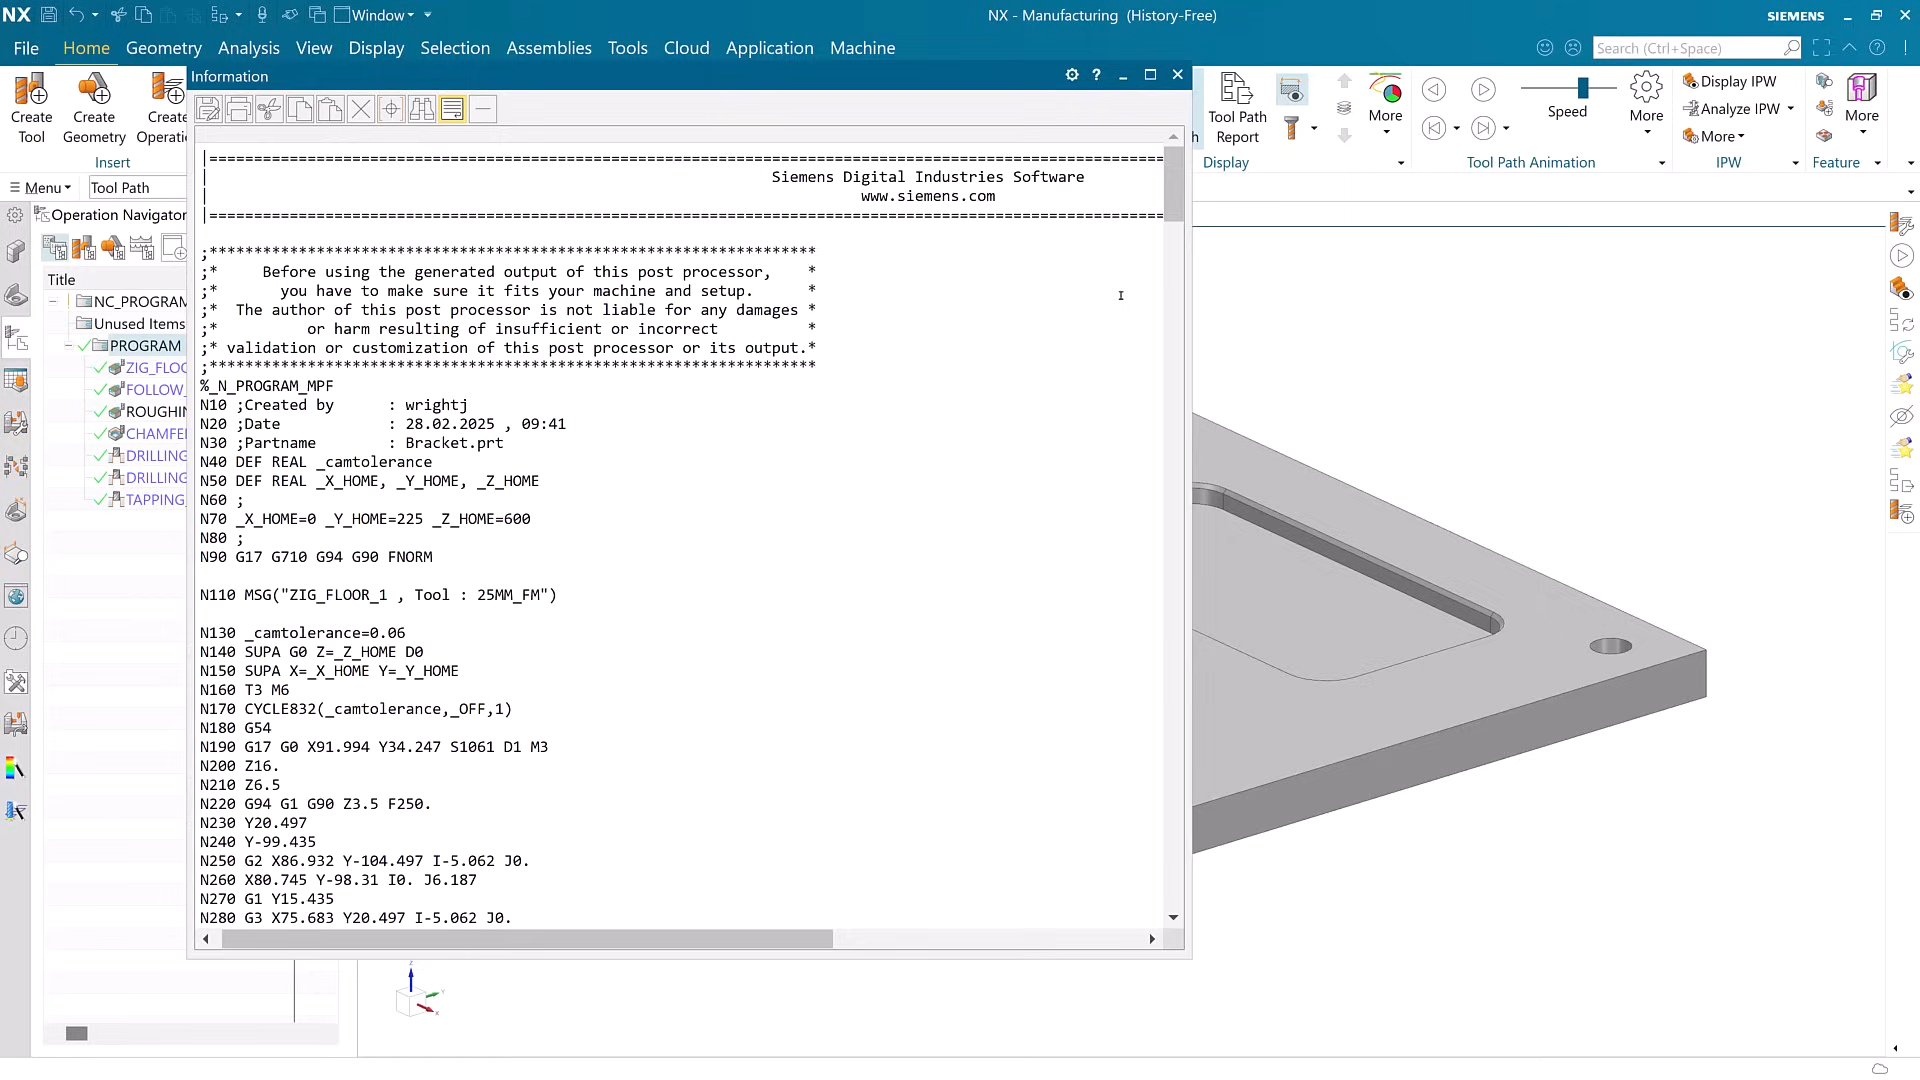 NX
Window
NX - Manufacturing (History-Free)
SIEMENS
File Home Geometry Analysis View Display Selection Assemblies Tools Cloud Application Machine
Search (Ctrl+Space)
Create Tool
Create Geometry
Create
Insert
Menu
Tool Path
Operation Navigator
Title
NC_PROGRAM
Unused Items
PROGRAM
ZIG_FLOO
FOLLOW_
ROUGHIN
CHAMFE
DRILLING
DRILLING
TAPPING_
Information
|==========================================================================================================
Siemens Digital Industries Software
www.siemens.com
|==========================================================================================================
;*******************************************************************
;* Before using the generated output of this post processor, *
;* you have to make sure it fits your machine and setup. *
;* The author of this post processor is not liable for any damages *
;* or harm resulting of insufficient or incorrect *
;* validation or customization of this post processor or its output.*
;*******************************************************************
%_N_PROGRAM_MPF
N10 ;Created by : wrightj
N20 ;Date : 28.02.2025 , 09:41
N30 ;Partname : Bracket.prt
N40 DEF REAL _camtolerance
N50 DEF REAL _X_HOME, _Y_HOME, _Z_HOME
N60 ;
N70 _X_HOME=0 _Y_HOME=225 _Z_HOME=600
N80 ;
N90 G17 G710 G94 G90 FNORM
N110 MSG("ZIG_FLOOR_1 , Tool : 25MM_FM")
N130 _camtolerance=0.06
N140 SUPA G0 Z=_Z_HOME D0
N150 SUPA X=_X_HOME Y=_Y_HOME
N160 T3 M6
N170 CYCLE832(_camtolerance,_OFF,1)
N180 G54
N190 G17 G0 X91.994 Y34.247 S1061 D1 M3
N200 Z16.
N210 Z6.5
N220 G94 G1 G90 Z3.5 F250.
N230 Y20.497
N240 Y-99.435
N250 G2 X86.932 Y-104.497 I-5.062 J0.
N260 X80.745 Y-98.31 I0. J6.187
N270 G1 Y15.435
N280 G3 X75.683 Y20.497 I-5.062 J0.
Tool Path Report
More
Display
Speed
More
Tool Path Animation
Display IPW
Analyze IPW
More
IPW
More
Feature
Z
Y
X